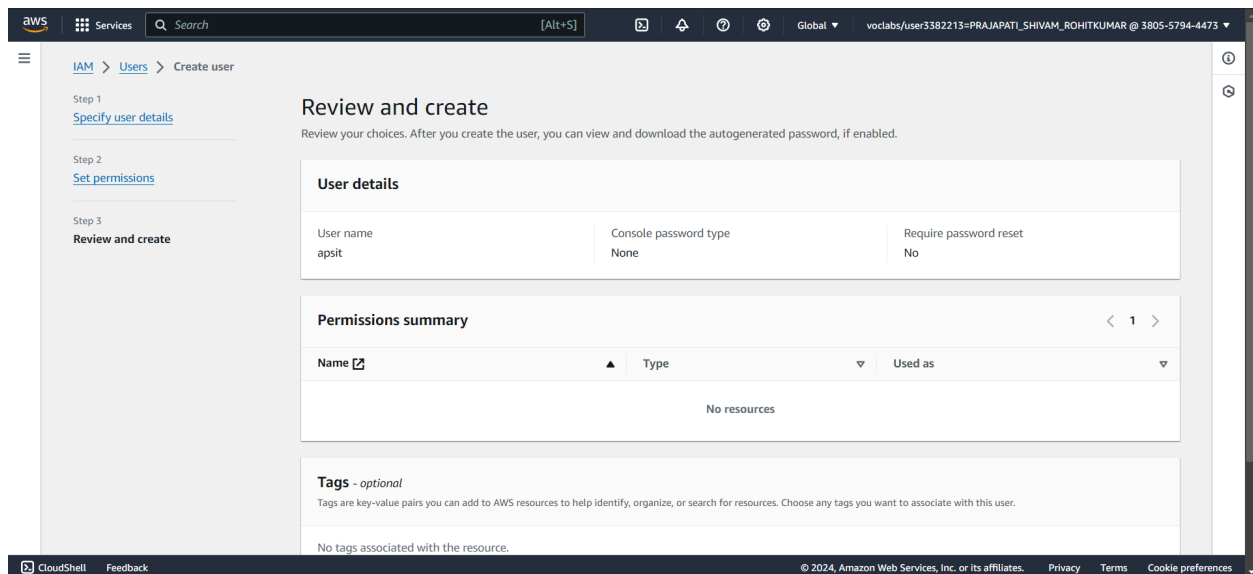 aws Services Search [Alt+S] Global voclabs/user3382213=PRAJAPATI_SHIVAM_ROHITKUMAR @ 3805-5794-4473
IAM > Users > Create user
Step 1
Specify user details
Step 2
Set permissions
Step 3
Review and create
Review and create
Review your choices. After you create the user, you can view and download the autogenerated password, if enabled.
User details
User name Console password type Require password reset
apsit None No
Permissions summary 1
Name Type Used as
No resources
Tags - optional
Tags are key-value pairs you can add to AWS resources to help identify, organize, or search for resources. Choose any tags you want to associate with this user.
No tags associated with the resource.
CloudShell Feedback © 2024, Amazon Web Services, Inc. or its affiliates. Privacy Terms Cookie preferences